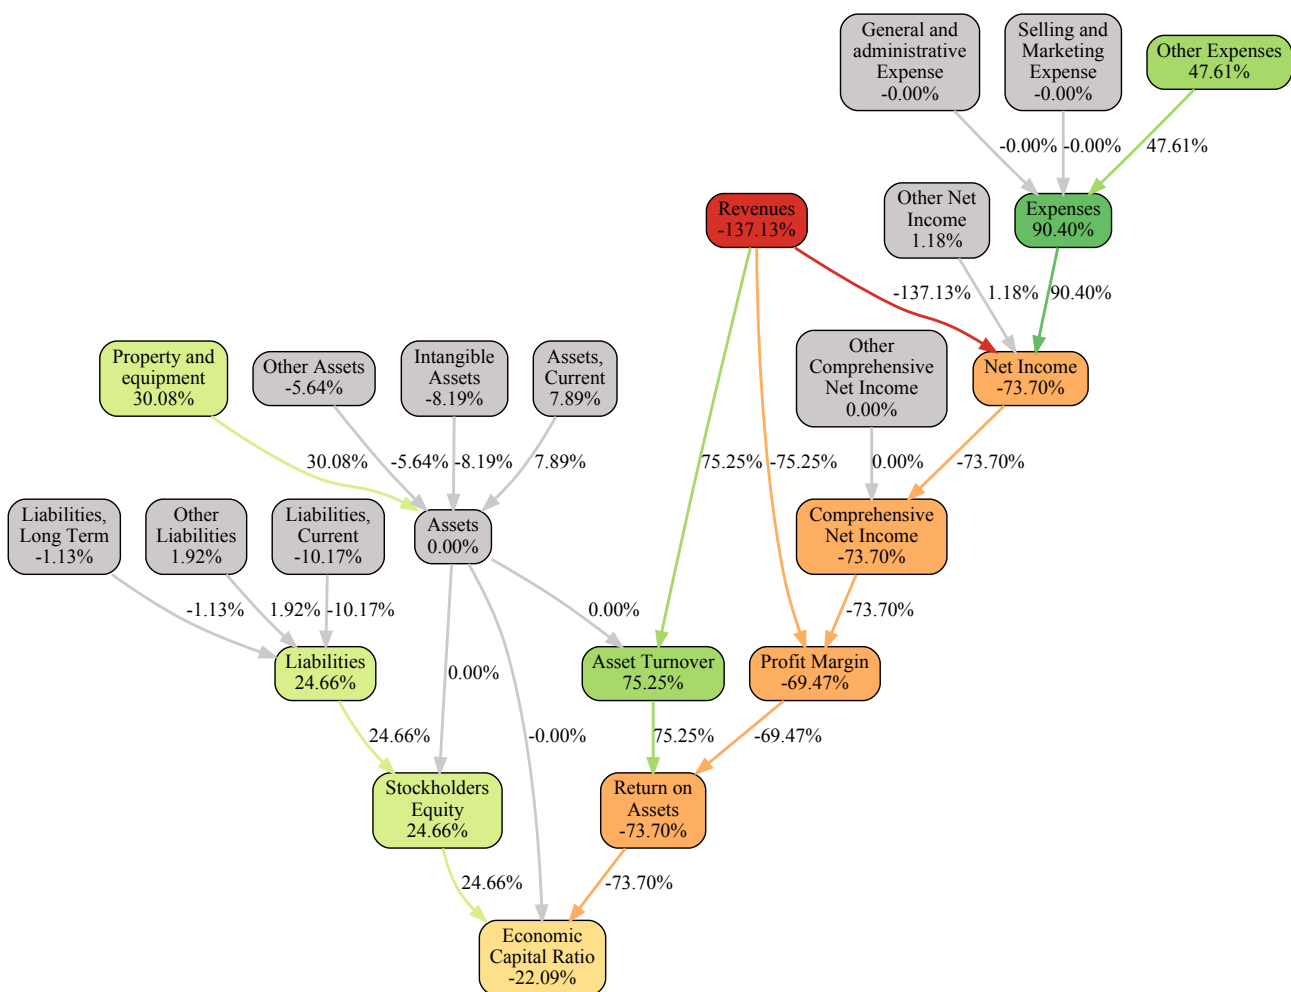 General and
administrative
Expense
-0.00%
Selling and
Marketing
Expense
-0.00%
Other Expenses
47.61%
-0.00%
-0.00%
47.61%
Revenues
-137.13%
Other Net
Income
1.18%
Expenses
90.40%
-137.13%
1.18%
90.40%
Property and
equipment
30.08%
Other Assets
-5.64%
Intangible
Assets
-8.19%
Assets,
Current
7.89%
Other
Comprehensive
Net Income
0.00%
Net Income
-73.70%
30.08%
-5.64%
-8.19%
7.89%
75.25%
-75.25%
0.00%
-73.70%
Liabilities,
Long Term
-1.13%
Other
Liabilities
1.92%
Liabilities,
Current
-10.17%
Assets
0.00%
Comprehensive
Net Income
-73.70%
-1.13%
1.92%
-10.17%
0.00%
-73.70%
Liabilities
24.66%
0.00%
Asset Turnover
75.25%
Profit Margin
-69.47%
24.66%
-0.00%
75.25%
-69.47%
Stockholders
Equity
24.66%
Return on
Assets
-73.70%
24.66%
-73.70%
Economic
Capital Ratio
-22.09%